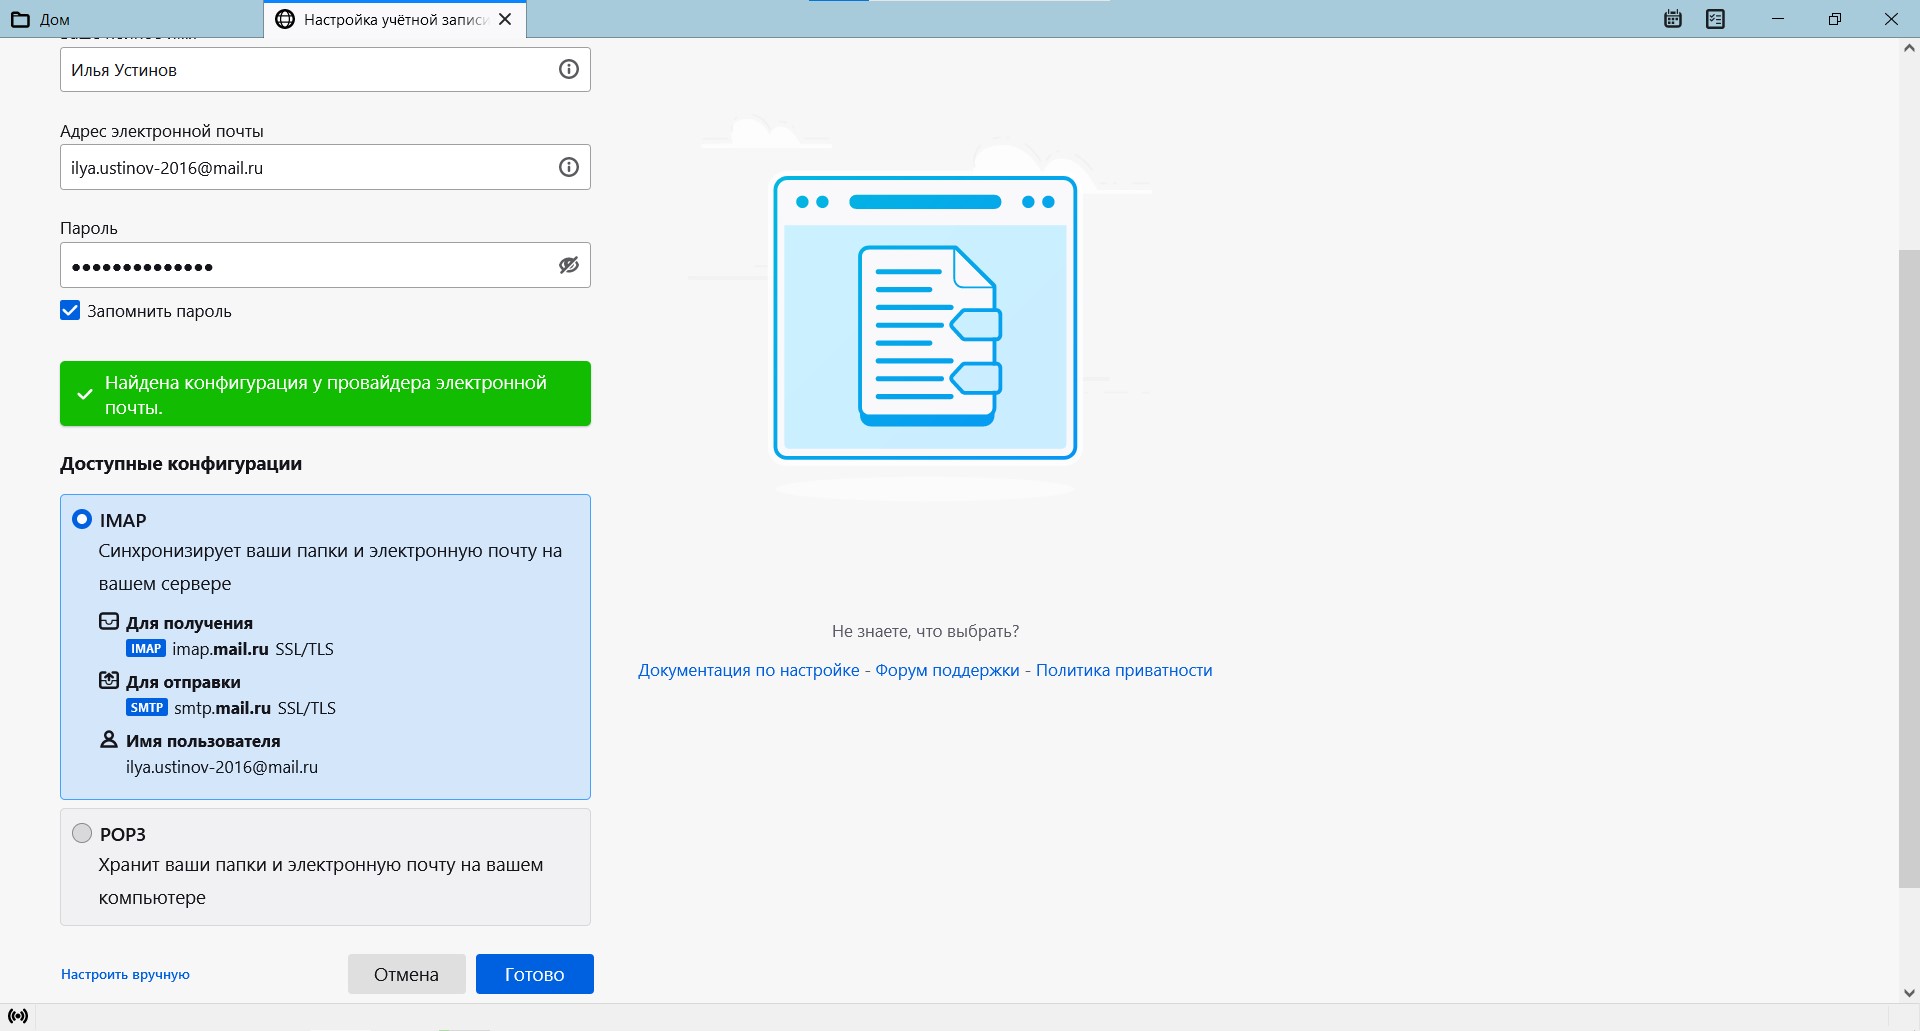 Дом
Настройка учётной записи
Ваше полное имя
Илья Устинов
Адрес электронной почты
ilya.ustinov-2016@mail.ru
Пароль
Запомнить пароль
Найдена конфигурация у провайдера электронной
почты.
Доступные конфигурации
IMAP
Синхронизирует ваши папки и электронную почту на
вашем сервере
Для получения
IMAP imap.mail.ru SSL/TLS
Для отправки
SMTP smtp.mail.ru SSL/TLS
Имя пользователя
ilya.ustinov-2016@mail.ru
POP3
Хранит ваши папки и электронную почту на вашем
компьютере
Настроить вручную
Отмена
Готово
Не знаете, что выбрать?
Документация по настройке - Форум поддержки - Политика приватности